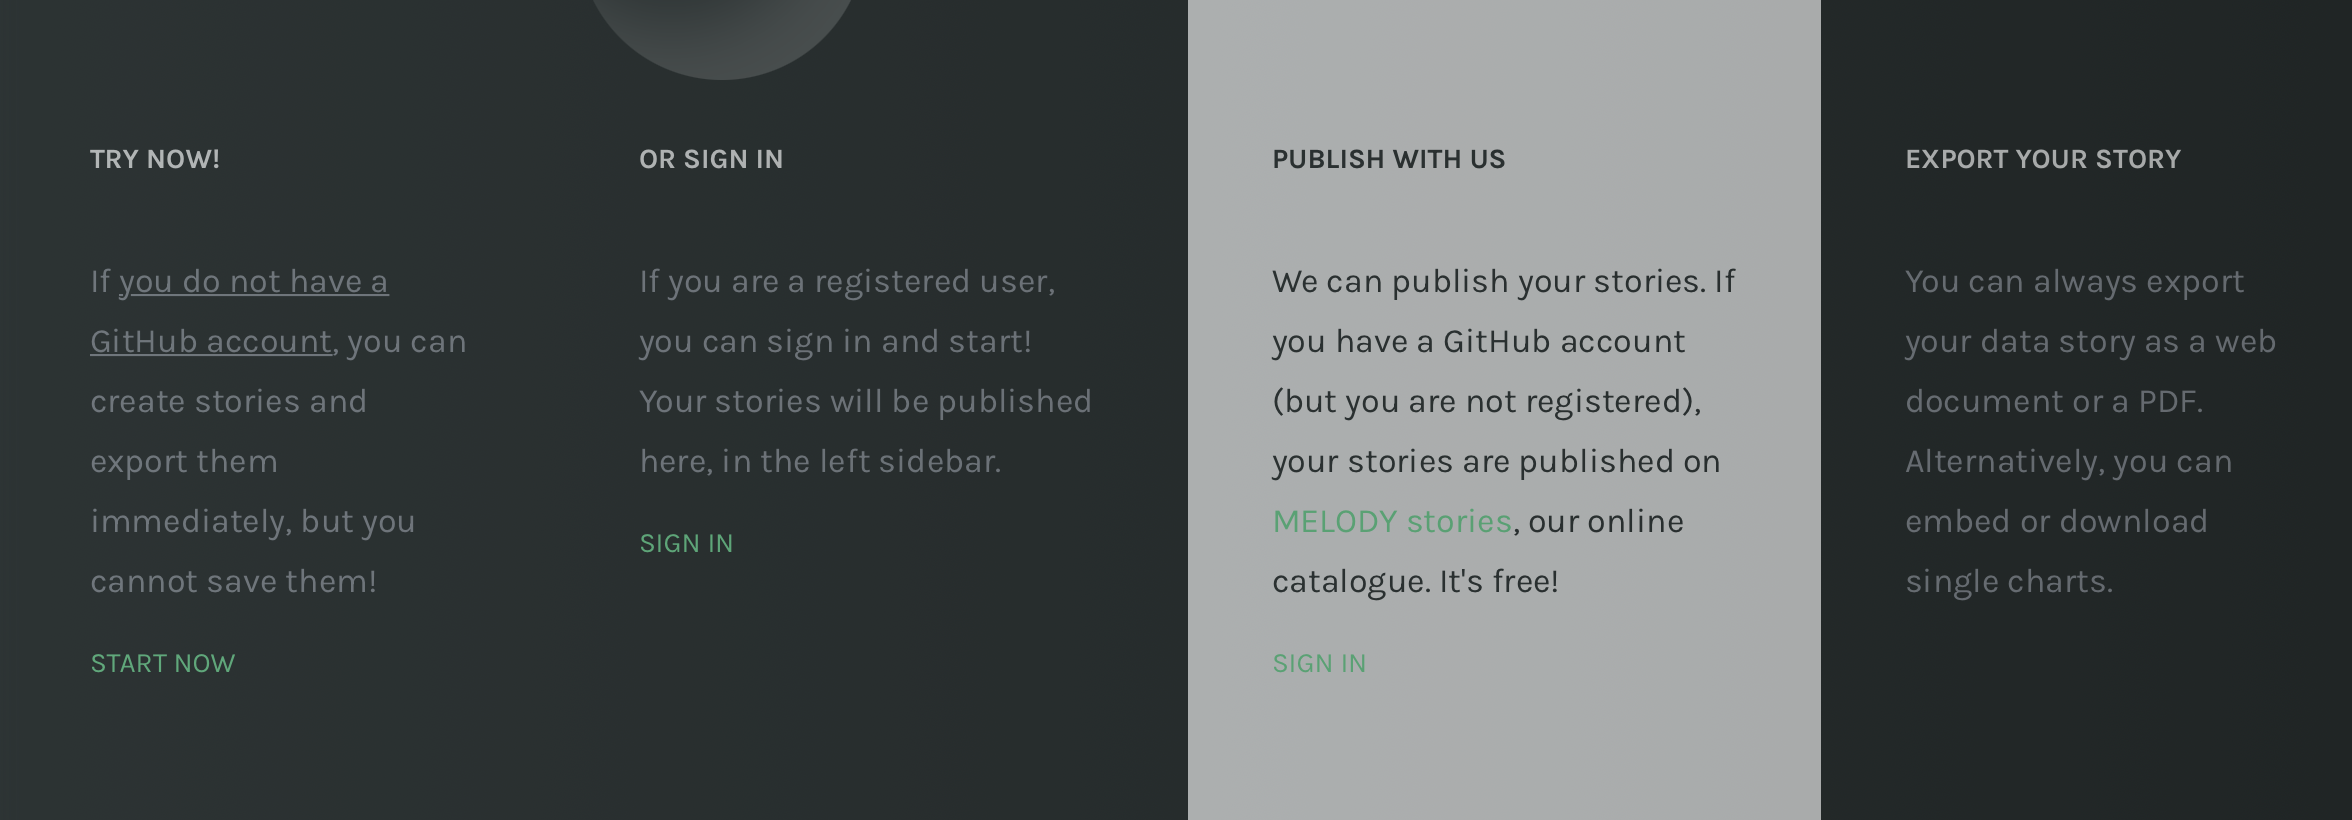 TRY NOW!
If you do not have a
GitHub account, you can
create stories and
export them
immediately, but you
cannot save them!
START NOW
OR SIGN IN
If you are a registered user,
you can sign in and start!
Your stories will be published
here, in the left sidebar.
SIGN IN
PUBLISH WITH US
We can publish your stories. If
you have a GitHub account
(but you are not registered),
your stories are published on
MELODY stories, our online
catalogue. It's free!
SIGN IN
EXPORT YOUR STORY
You can always export
your data story as a web
document or a PDF.
Alternatively, you can
embed or download
single charts.